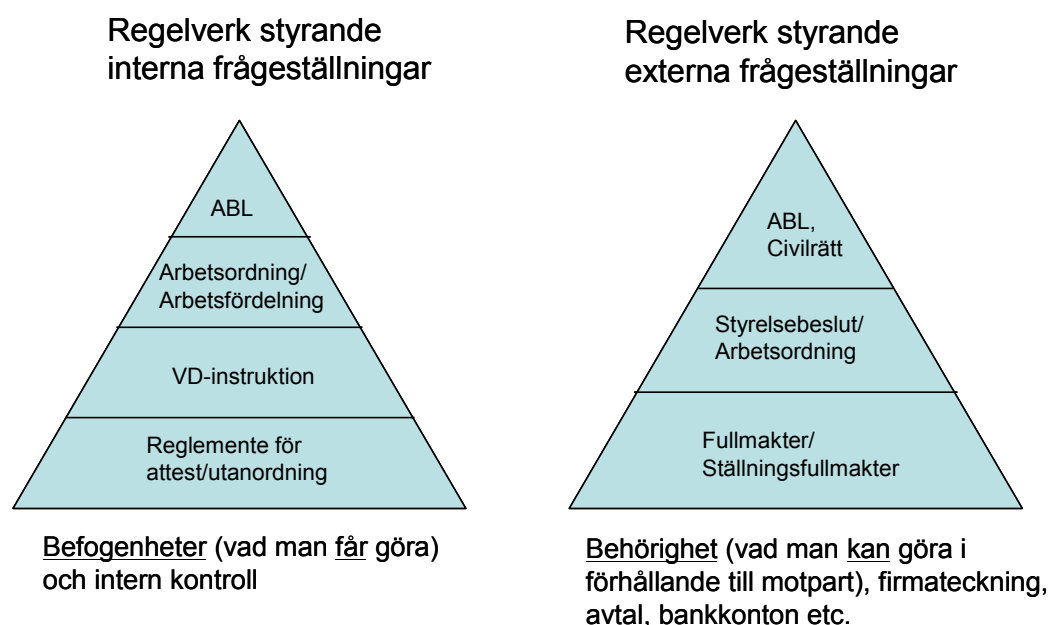 Regelverk styrande
interna frågeställningar
ABL
Arbetsordning/
Arbetsfördelning
VD-instruktion
Reglemente för
attest/utanordning
Befogenheter (vad man får göra)
och intern kontroll
Regelverk styrande
externa frågeställningar
ABL,
Civilrätt
Styrelsebeslut/
Arbetsordning
Fullmakter/
Ställningsfullmakter
Behörighet (vad man kan göra i
förhållande till motpart), firmateckning,
avtal, bankkonton etc.